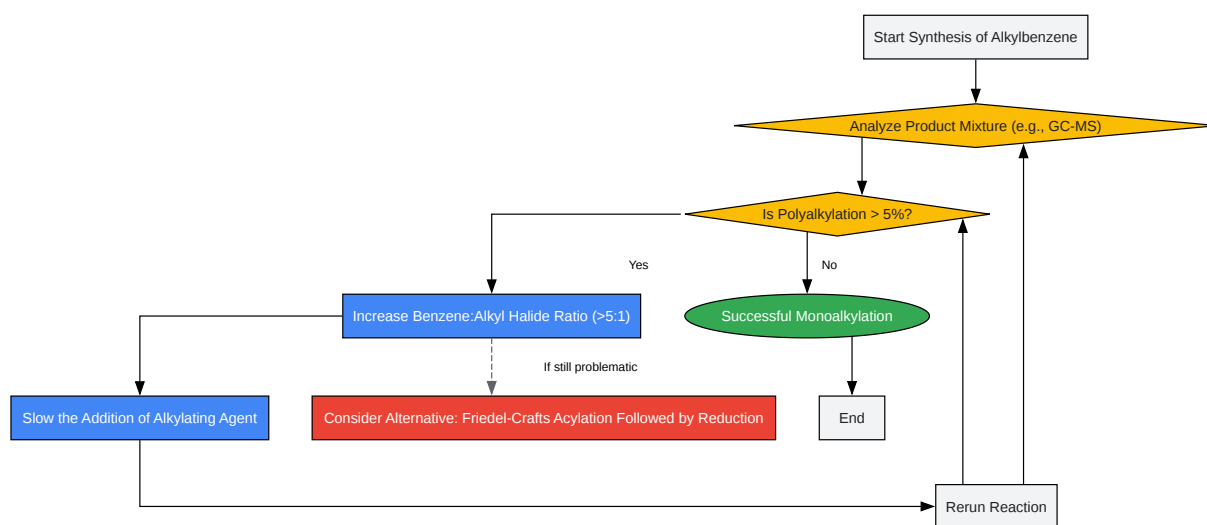 Start Synthesis of Alkylbenzene
Analyze Product Mixture (e.g., GC-MS)
Is Polyalkylation > 5%?
Yes
No
Increase Benzene:Alkyl Halide Ratio (>5:1)
Successful Monoalkylation
If still problematic
Slow the Addition of Alkylating Agent
Consider Alternative: Friedel-Crafts Acylation Followed by Reduction
End
Rerun Reaction